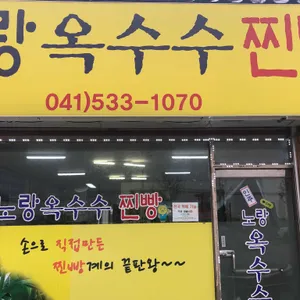 랑옥수수 찐빵
041)533-1070
노랑옥수수 찐빵
손으로 직접만든
찐빵계의 끝판왕~~
노랑
옥수수